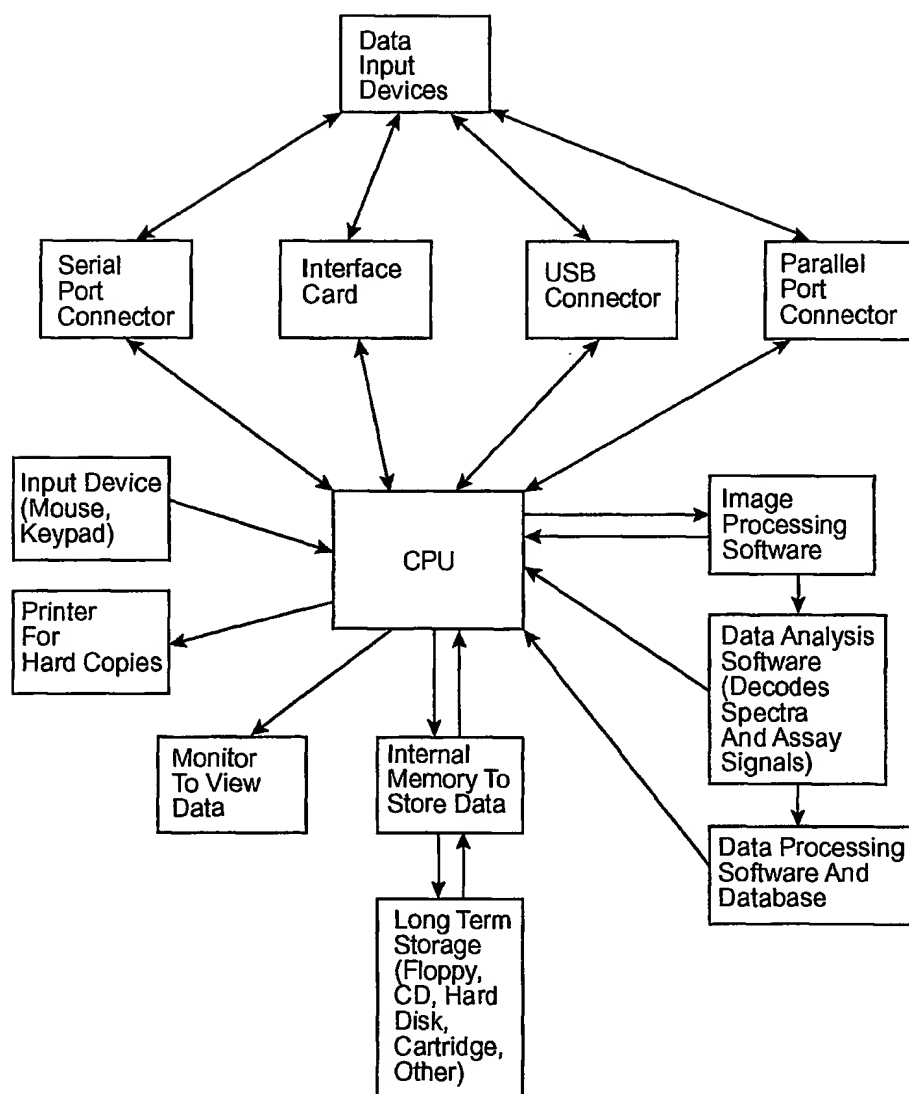 Data
Input
Devices
Serial
Port
Connector
Interface
Card
USB
Connector
Parallel
Port
Connector
Input Device
(Mouse,
Keypad)
CPU
Image
Processing
Software
Printer
For
Hard Copies
Data Analysis
Software
(Decodes
Spectra
And Assay
Signals)
Monitor
To View
Data
Internal
Memory To
Store Data
Data Processing
Software And
Database
Long Term
Storage
(Floppy,
CD, Hard
Disk,
Cartridge,
Other)